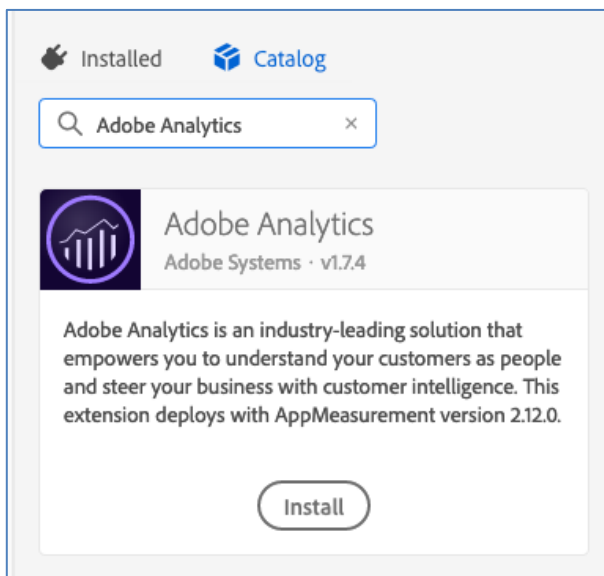 Installed Catalog
Adobe Analytics ×
Adobe Analytics
Adobe Systems · v1.7.4
Adobe Analytics is an industry-leading solution that
empowers you to understand your customers as people
and steer your business with customer intelligence. This
extension deploys with AppMeasurement version 2.12.0.
Install